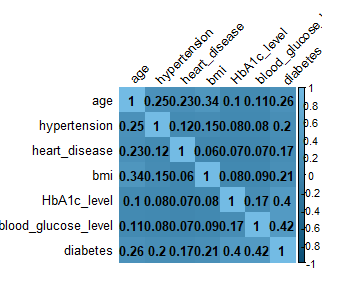 age hypertension heart_disease bmi HbA1c_level blood_glucose_ diabetes
age 1 0.25 0.23 0.34 0.1 0.11 0.26
hypertension 0.25 1 0.12 0.15 0.08 0.08 0.2
heart_disease 0.23 0.12 1 0.06 0.07 0.07 0.17
bmi 0.34 0.15 0.06 1 0.08 0.09 0.21
HbA1c_level 0.1 0.08 0.07 0.08 1 0.17 0.4
blood_glucose_level 0.11 0.08 0.07 0.09 0.17 1 0.42
diabetes 0.26 0.2 0.17 0.21 0.4 0.42 1
1
0.8
0.6
0.4
0.2
0
-0.2
-0.4
-0.6
-0.8
-1